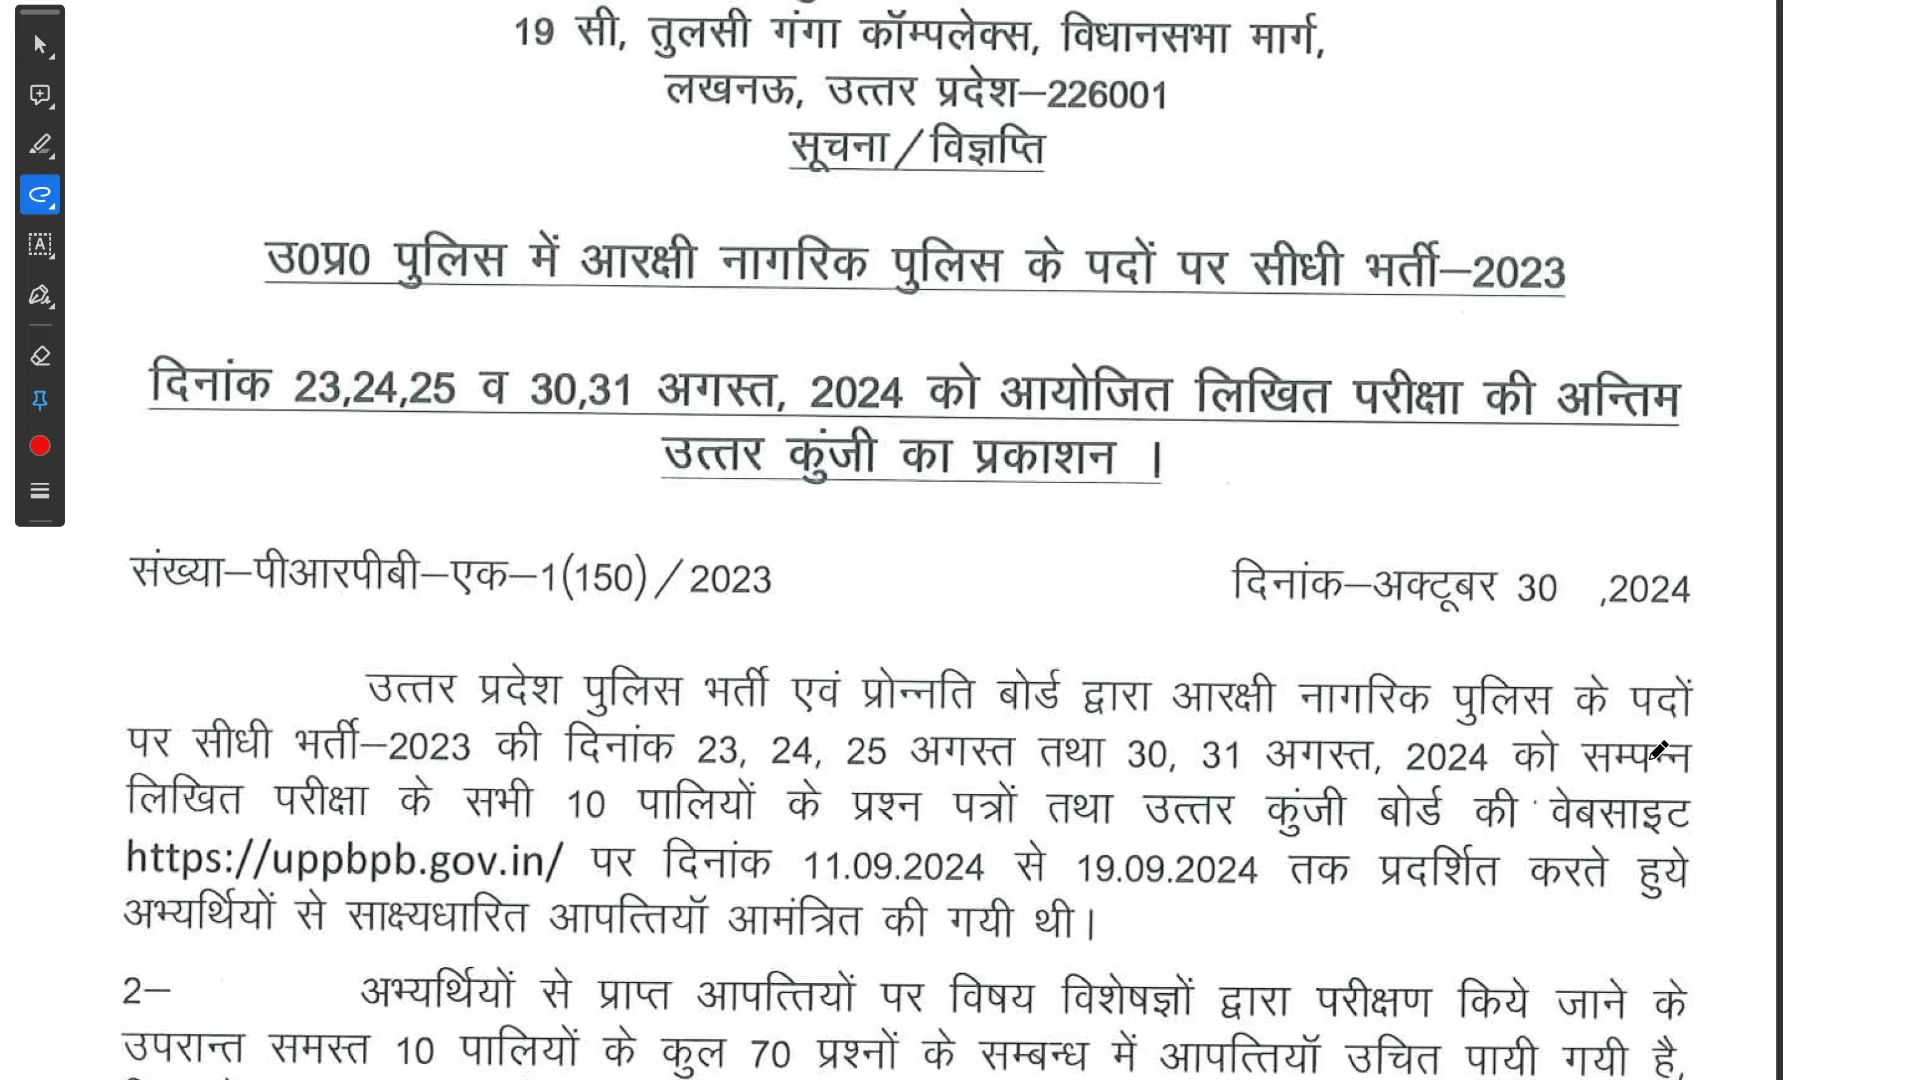 19 सी, तुलसी गंगा कॉम्पलेक्स, विधानसभा मार्ग,
लखनऊ, उत्तर प्रदेश–226001
सूचना/विज्ञप्ति
उ0प्र0 पुलिस में आरक्षी नागरिक पुलिस के पदों पर सीधी भर्ती–2023
दिनांक 23,24,25 व 30,31 अगस्त, 2024 को आयोजित लिखित परीक्षा की अन्तिम
उत्तर कुंजी का प्रकाशन ।
संख्या–पीआरपीबी–एक–1(150)/2023 दिनांक–अक्टूबर 30 ,2024
उत्तर प्रदेश पुलिस भर्ती एवं प्रोन्नति बोर्ड द्वारा आरक्षी नागरिक पुलिस के पदों
पर सीधी भर्ती–2023 की दिनांक 23, 24, 25 अगस्त तथा 30, 31 अगस्त, 2024 को सम्पन्न
लिखित परीक्षा के सभी 10 पालियों के प्रश्न पत्रों तथा उत्तर कुंजी बोर्ड की वेबसाइट
https://uppbpb.gov.in/ पर दिनांक 11.09.2024 से 19.09.2024 तक प्रदर्शित करते हुये
अभ्यर्थियों से साक्ष्यधारित आपत्तियॉ आमंत्रित की गयी थी।
2– अभ्यर्थियों से प्राप्त आपत्तियों पर विषय विशेषज्ञों द्वारा परीक्षण किये जाने के
उपरान्त समस्त 10 पालियों के कुल 70 प्रश्नों के सम्बन्ध में आपत्तियॉ उचित पायी गयी है,